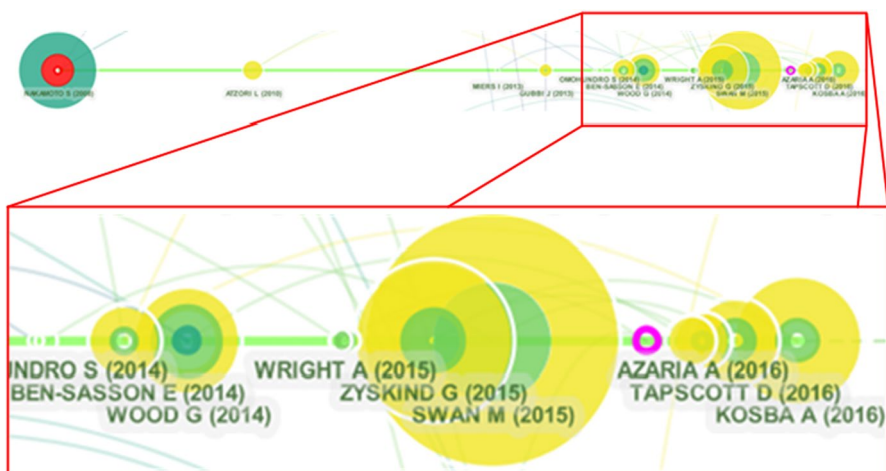 NAKAMOTO S (2008)
ATZORI L (2010)
MIERS I (2013)
GUBBI J (2013)
OMOHUNDRO S (2014)
BEN-SASSON E (2014)
WOOD G (2014)
WRIGHT A (2015)
ZYSKIND G (2015)
SWAN M (2015)
AZARIA A (2016)
TAPSCOTT D (2016)
KOSBA A (2016
NDRO S (2014)
BEN-SASSON E (2014)
WOOD G (2014)
WRIGHT A (2015)
ZYSKIND G (2015)
SWAN M (2015)
AZARIA A (2016)
TAPSCOTT D (2016)
KOSBA A (2016)